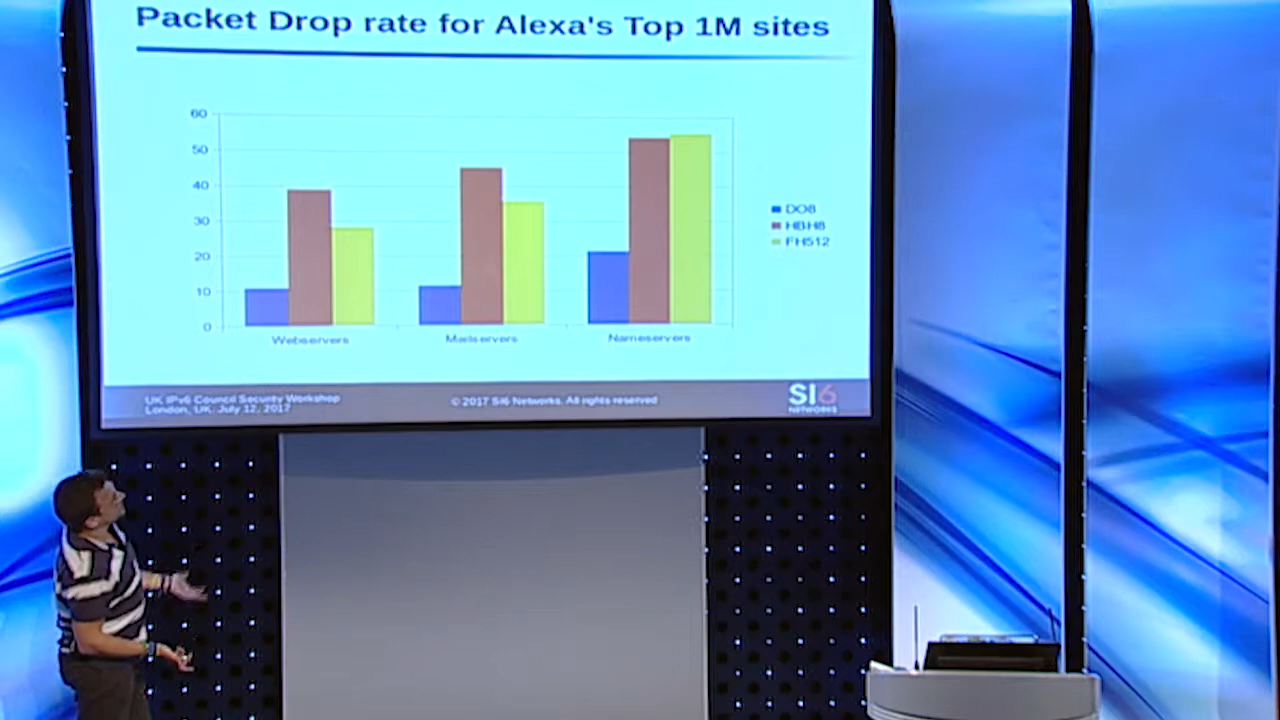 Packet Drop rate for Alexa's Top 1M sites
60
50
40
30
20
10
0
Webservers
Mailservers
Nameservers
DO8
HBH8
FH512
UK IPv6 Council Security Workshop
London, UK. July 12, 2017
© 2017 SI6 Networks. All rights reserved
SI6
NETWORKS